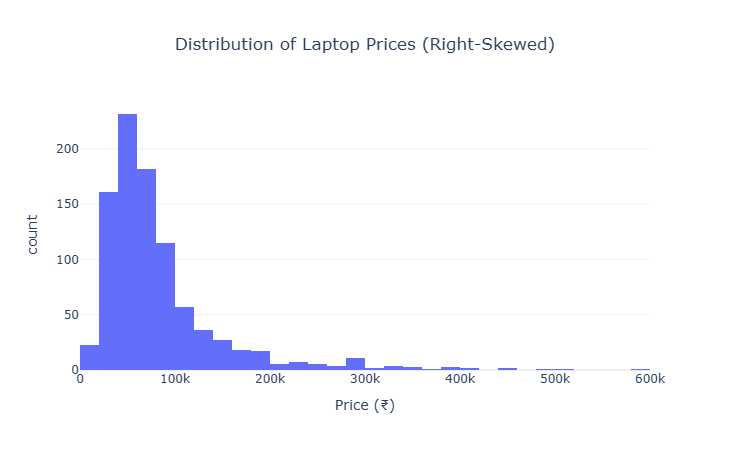 Distribution of Laptop Prices (Right-Skewed)
count
200
150
100
50
0
0 100k 200k 300k 400k 500k 600k
Price (₹)